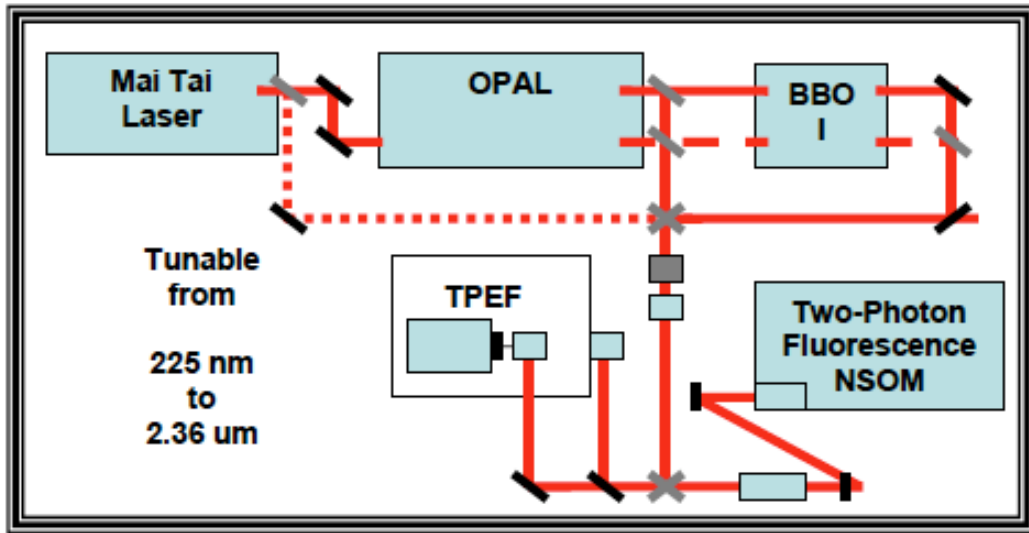 Mai Tai
Laser
OPAL
BBO
I
Tunable
from
225 nm
to
2.36 um
TPEF
Two-Photon
Fluorescence
NSOM